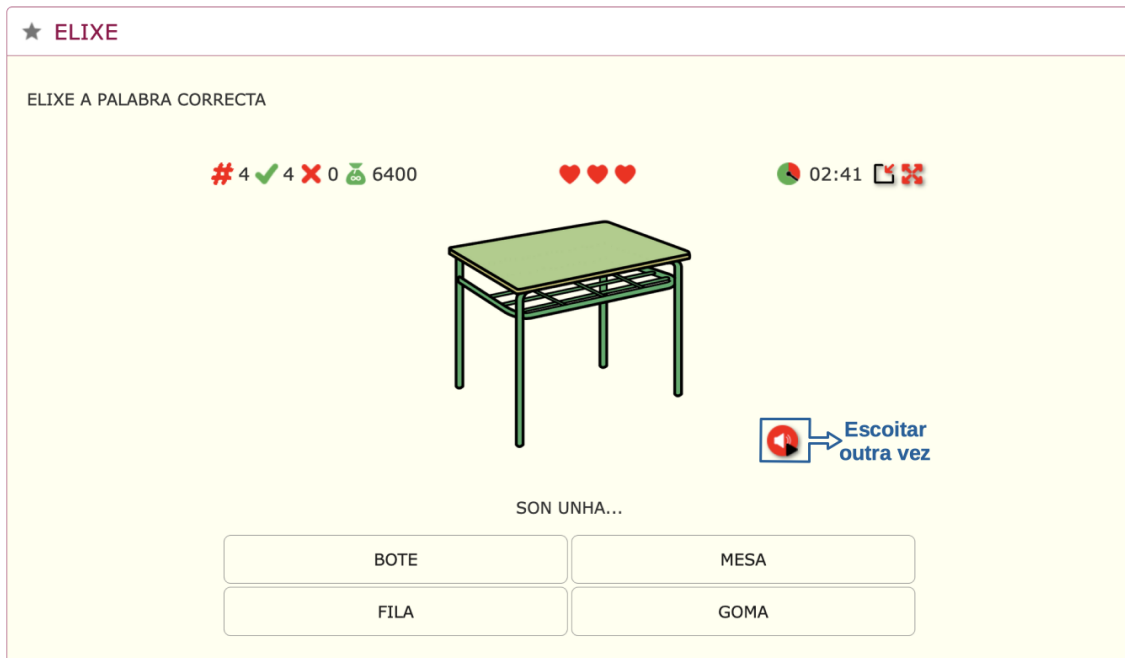 ELIXE
ELIXE A PALABRA CORRECTA
4 4 0 6400 02:41
Escoitar
outra vez
SON UNHA...
BOTE MESA
FILA GOMA